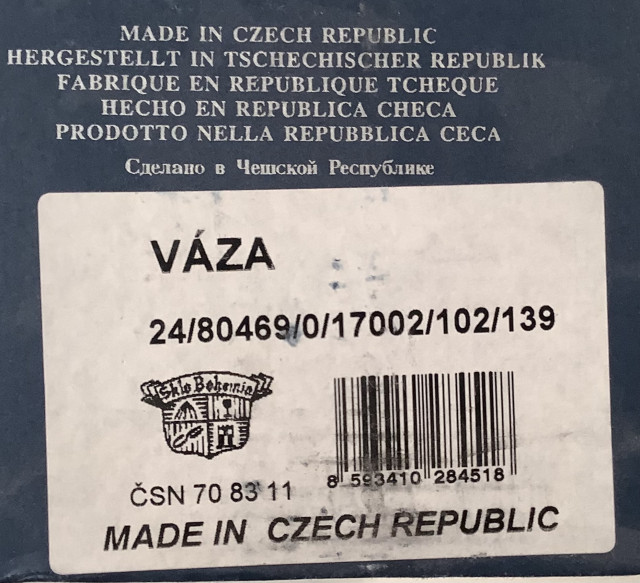 MADE IN CZECH REPUBLIC
HERGESTELLT IN TSCHECHISCHER REPUBLIK
FABRIQUE EN REPUBLIQUE TCHEQUE
HECHO EN REPUBLICA CHECA
PRODOTTO NELLA REPUBBLICA CECA
Сделано в Чешской Республике
VÁZA
24/80469/0/17002/102/139
Sklo Bohemia
8 593410 284518
ČSN 70 83 11
MADE IN CZECH REPUBLIC